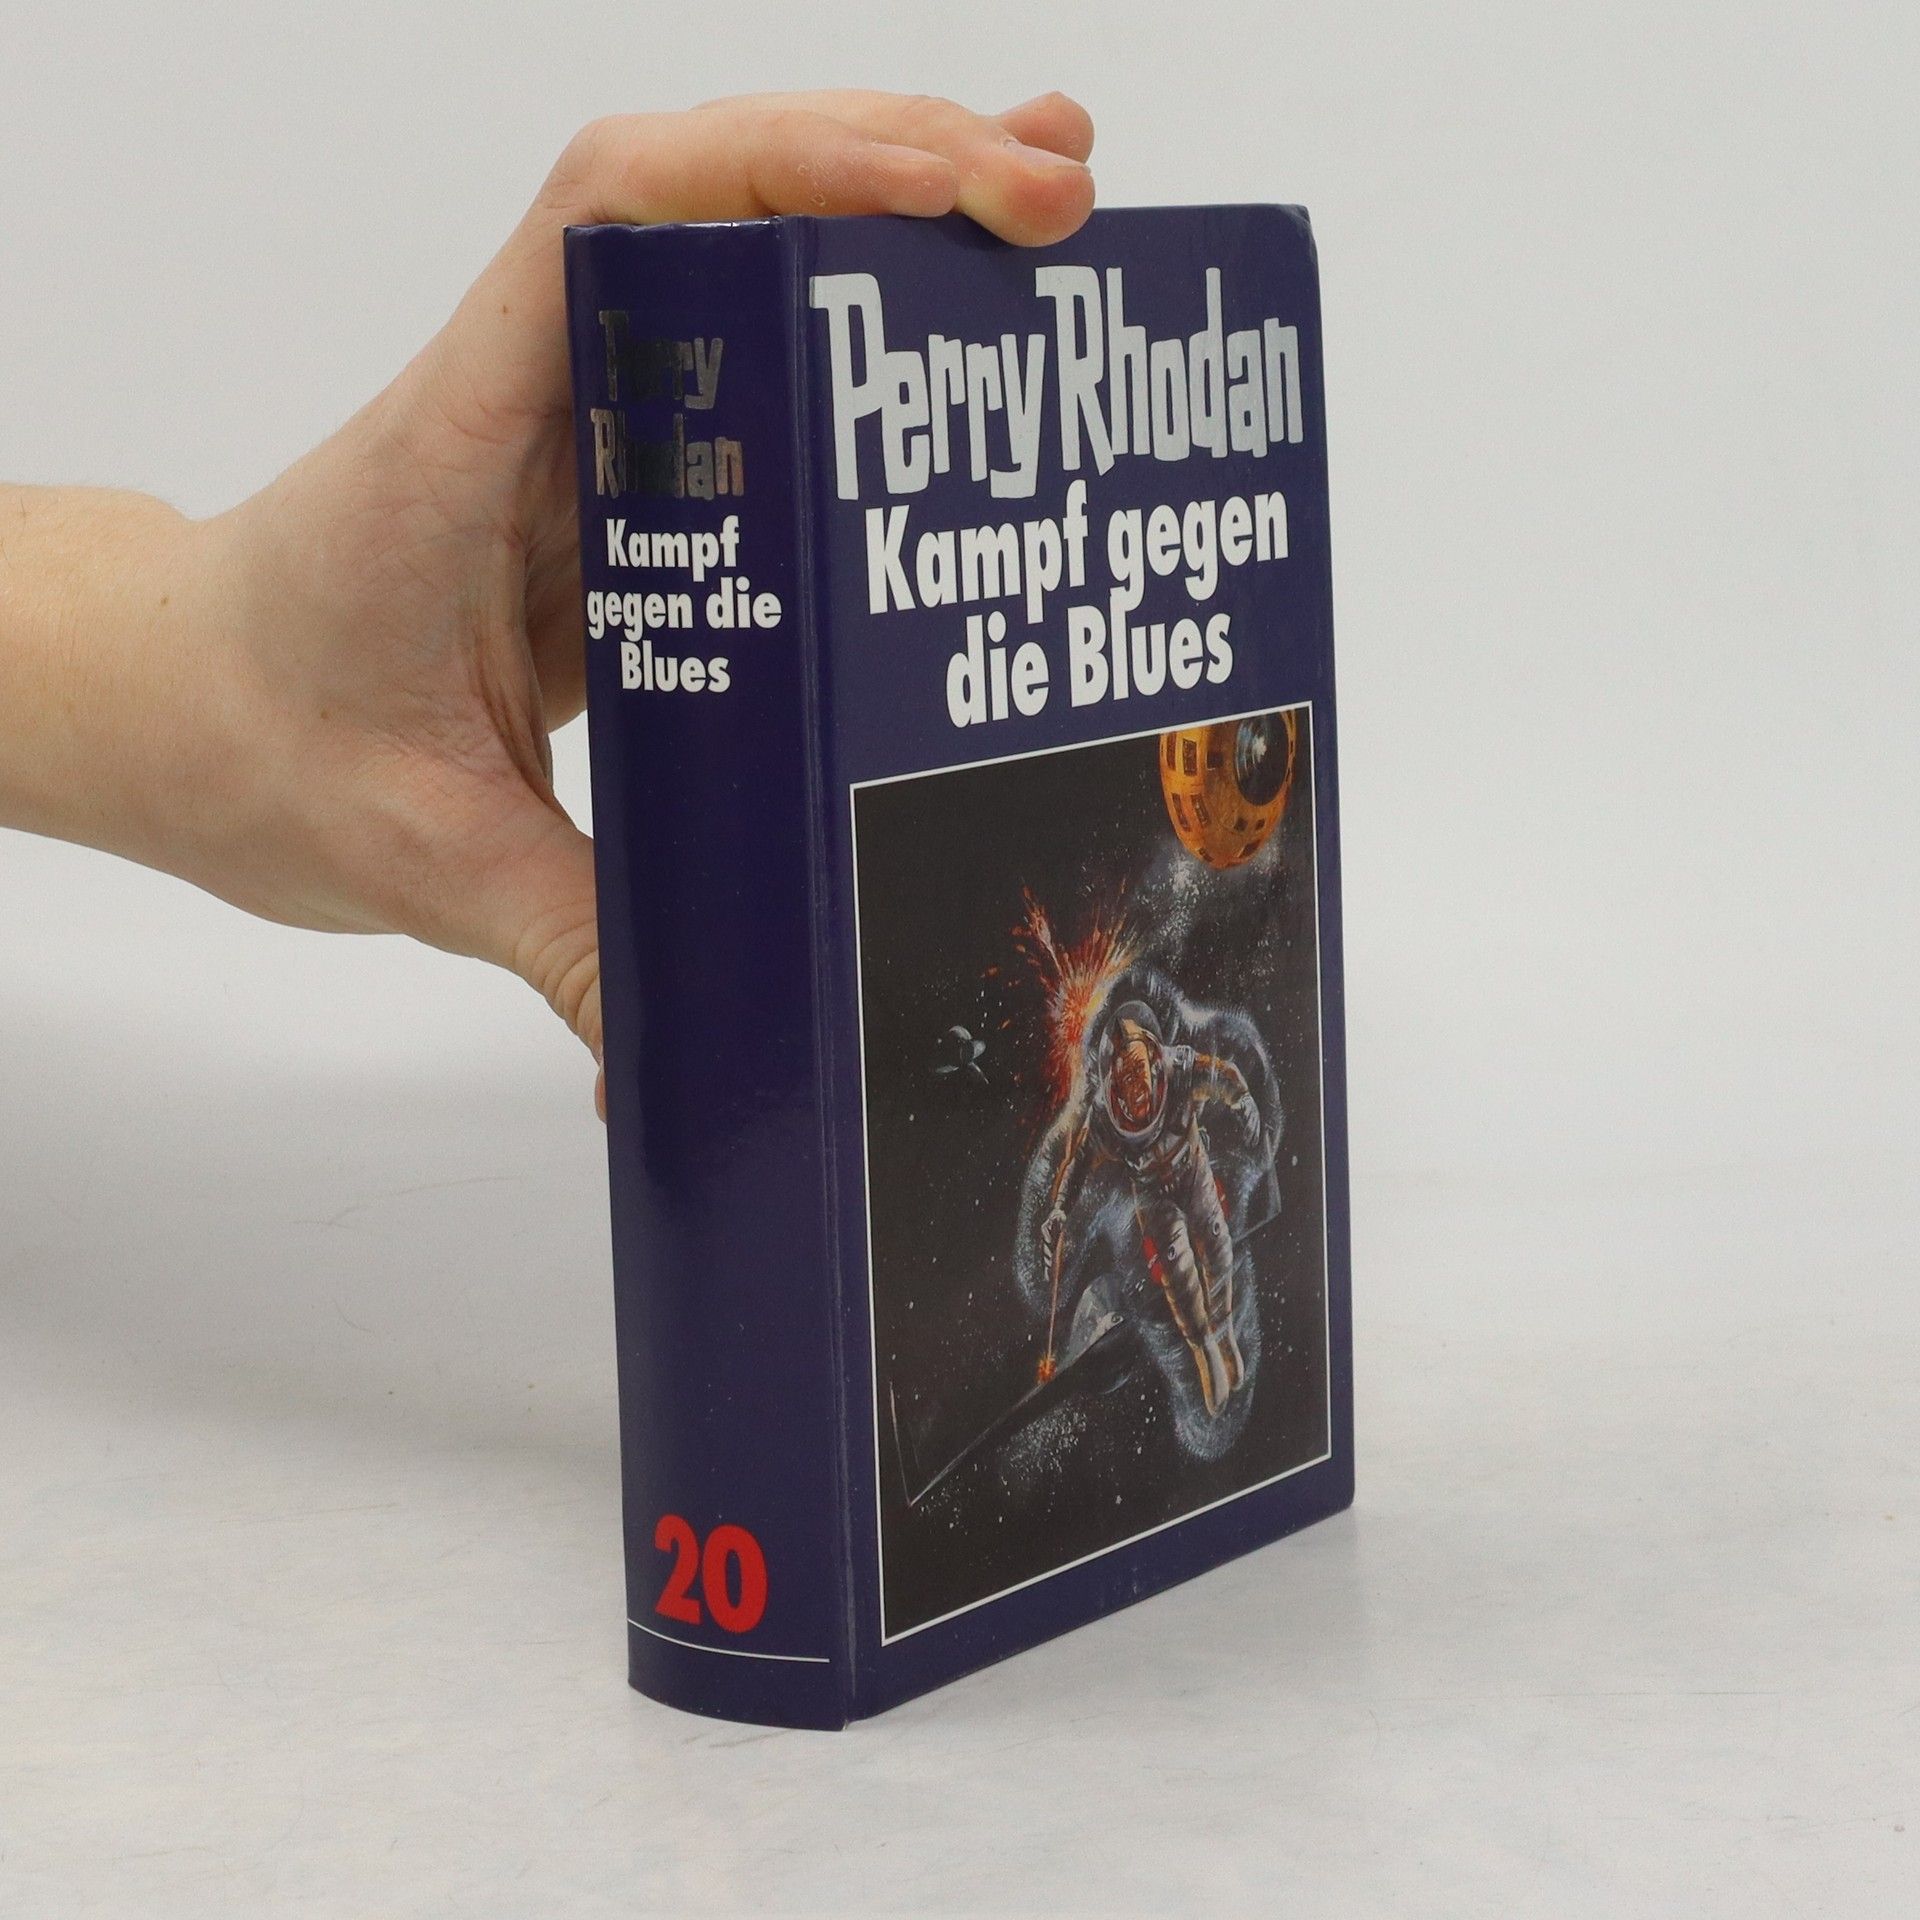 Perry
Rhodan
Kampf
gegen die
Blues
20
Perry Rhodan
Kampf gegen
die Blues